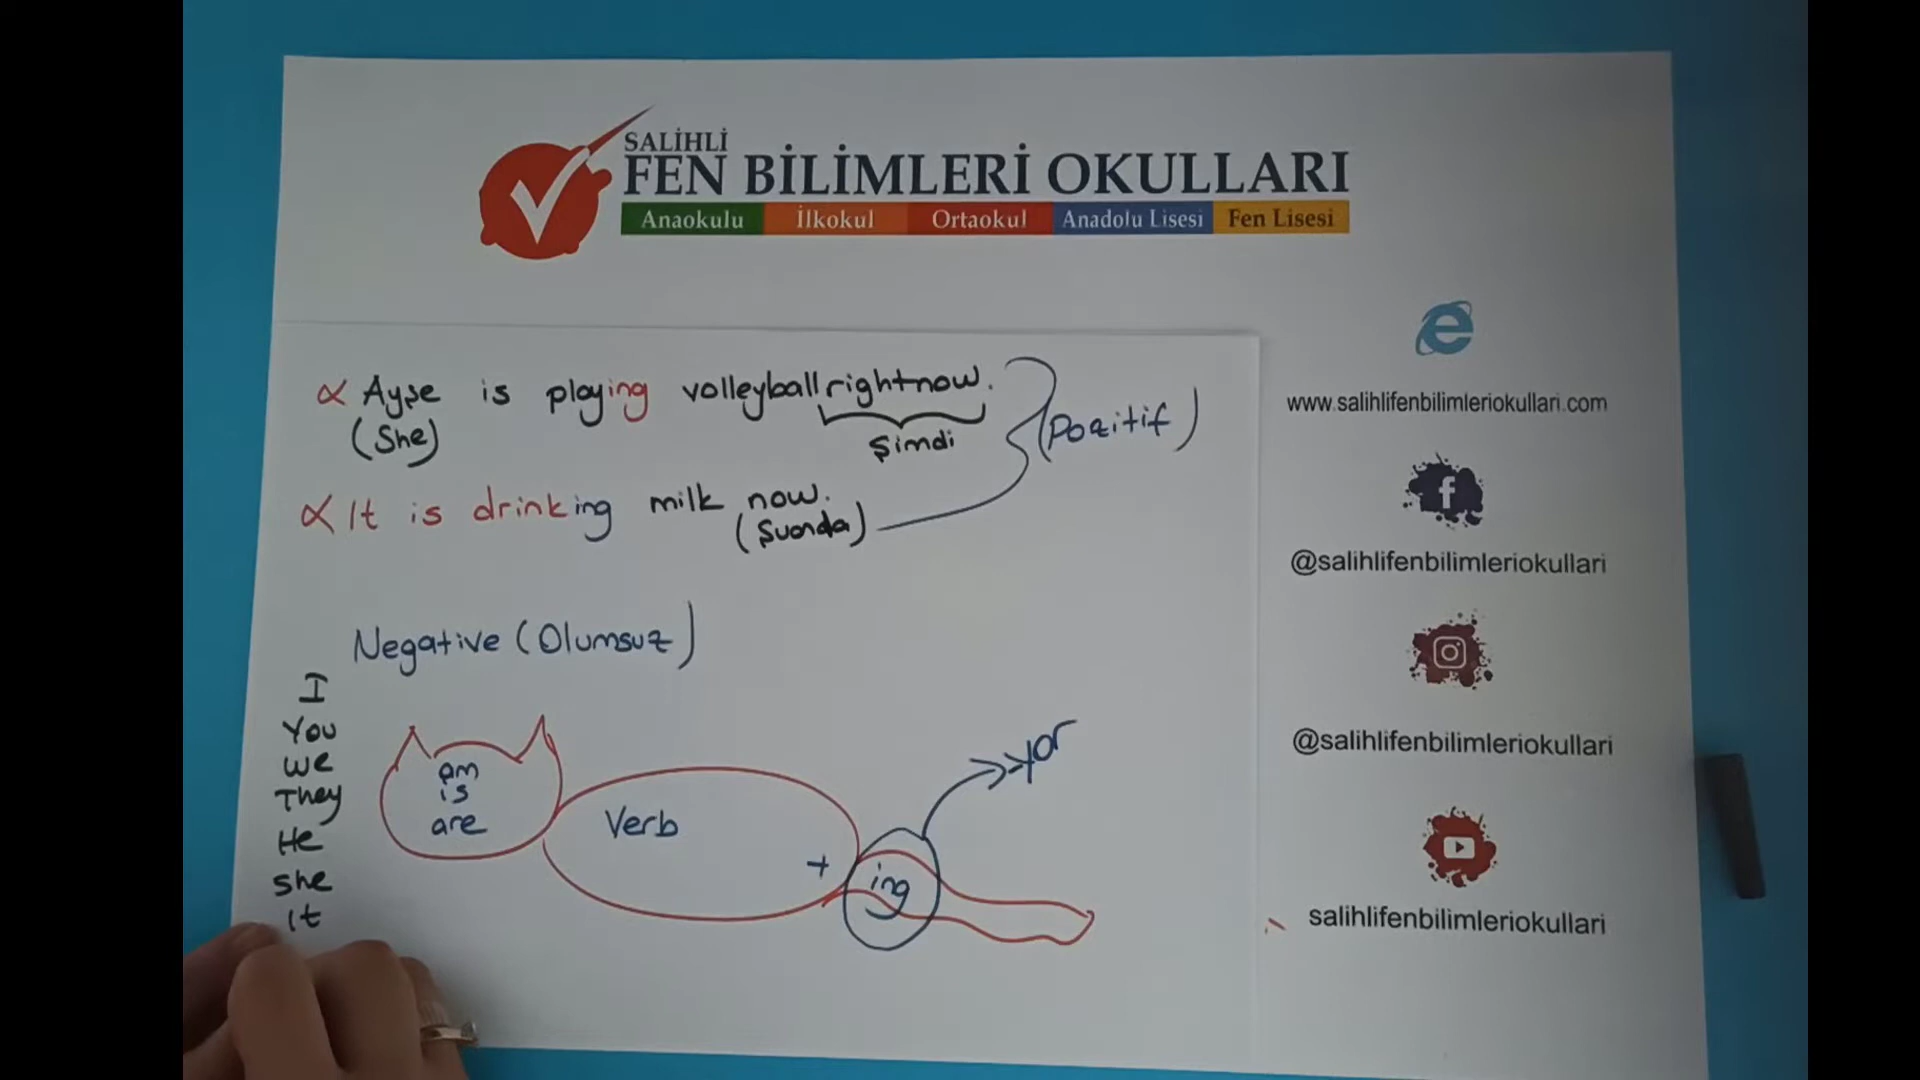 SALİHLİ
FEN BİLİMLERİ OKULLARI
Anaokulu İlkokul Ortaokul Anadolu Lisesi Fen Lisesi
∝ Ayşe is playing volleyball rightnow.
(She)
Şimdi
(Pozitif)
∝ It is drinking milk now.
(Şuanda)
Negative (Olumsuz)
I
You
We
They
He
She
It
am
is
are
Verb
+
ing
-yor
www.salihlifenbilimleriokullari.com
@salihlifenbilimleriokullari
@salihlifenbilimleriokullari
salihlifenbilimleriokullari